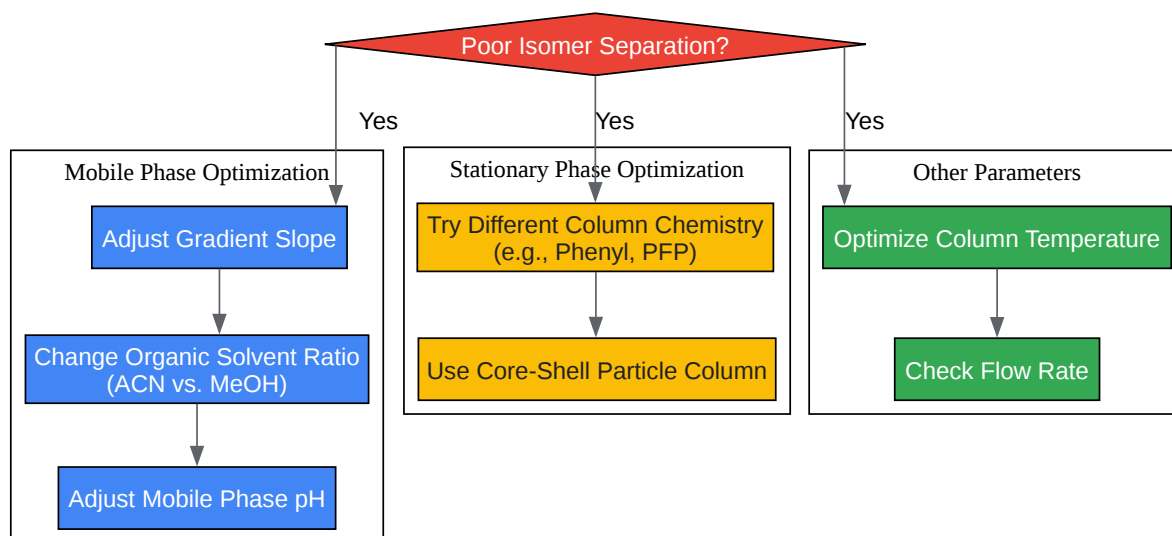 Poor Isomer Separation?
Yes
Yes
Yes
Mobile Phase Optimization
Adjust Gradient Slope
Change Organic Solvent Ratio
(ACN vs. MeOH)
Adjust Mobile Phase pH
Stationary Phase Optimization
Try Different Column Chemistry
(e.g., Phenyl, PFP)
Use Core-Shell Particle Column
Other Parameters
Optimize Column Temperature
Check Flow Rate